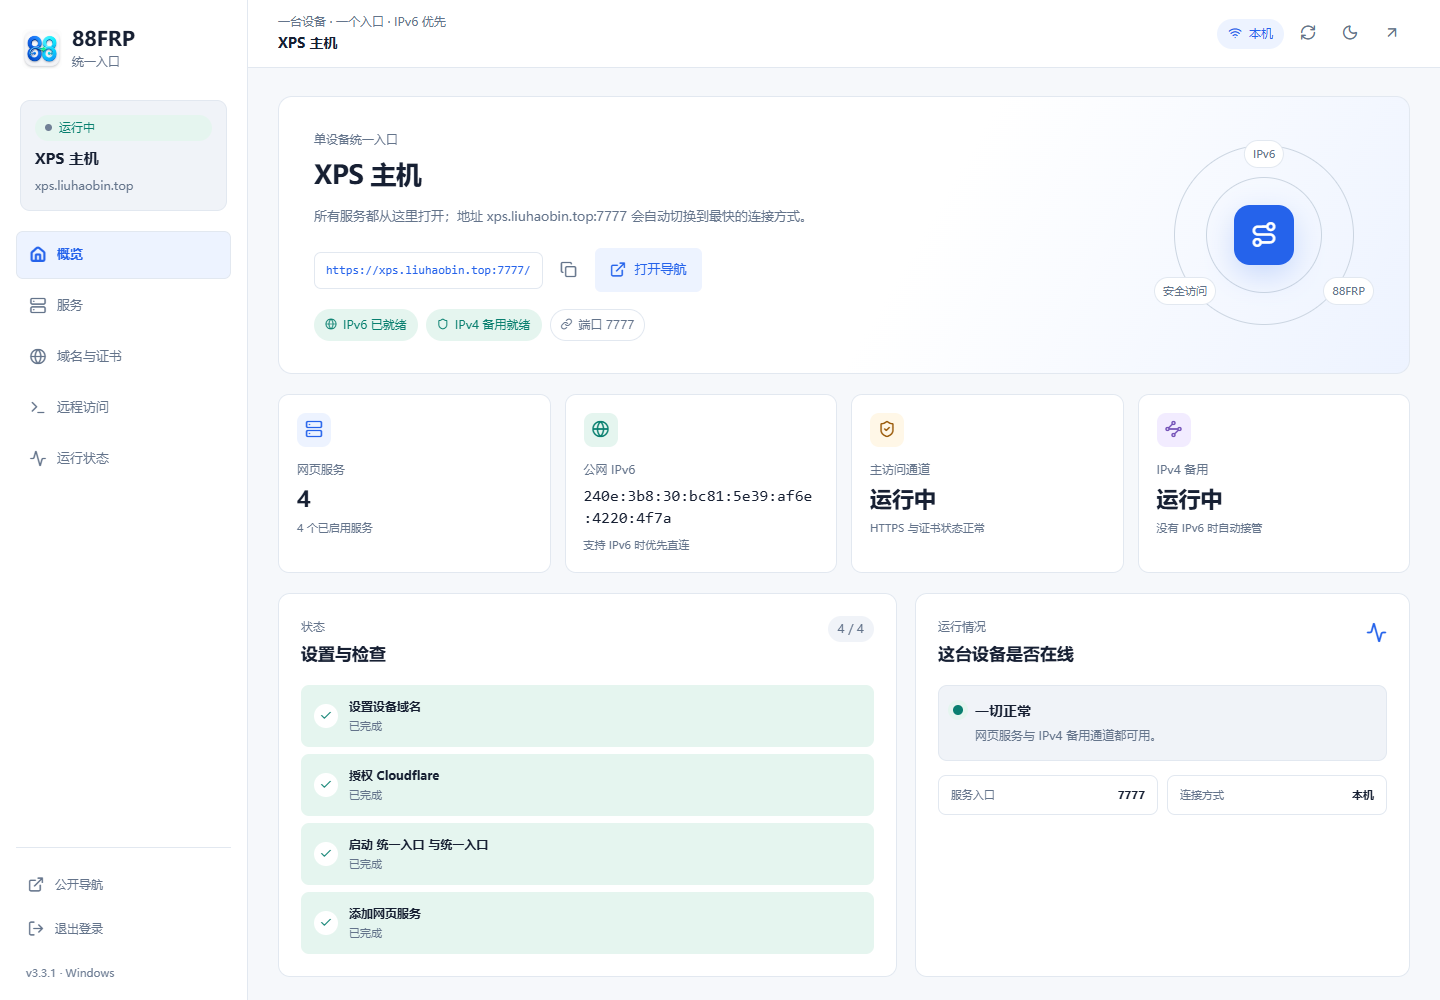 88FRP
统一入口
运行中
XPS 主机
xps.liuhaobin.top
概览
服务
域名与证书
远程访问
运行状态
公开导航
退出登录
v3.3.1 · Windows
一台设备 · 一个入口 · IPv6 优先
XPS 主机
本机
单设备统一入口
XPS 主机
所有服务都从这里打开；地址 xps.liuhaobin.top:7777 会自动切换到最快的连接方式。
https://xps.liuhaobin.top:7777/
打开导航
IPv6 已就绪
IPv4 备用就绪
端口 7777
IPv6
安全访问
88FRP
网页服务
4
4 个已启用服务
公网 IPv6
240e:3b8:30:bc81:5e39:af6e
:4220:4f7a
支持 IPv6 时优先直连
主访问通道
运行中
HTTPS 与证书状态正常
IPv4 备用
运行中
没有 IPv6 时自动接管
状态
设置与检查
4 / 4
设置设备域名
已完成
授权 Cloudflare
已完成
启动 统一入口 与统一入口
已完成
添加网页服务
已完成
运行情况
这台设备是否在线
一切正常
网页服务与 IPv4 备用通道都可用。
服务入口
7777
连接方式
本机